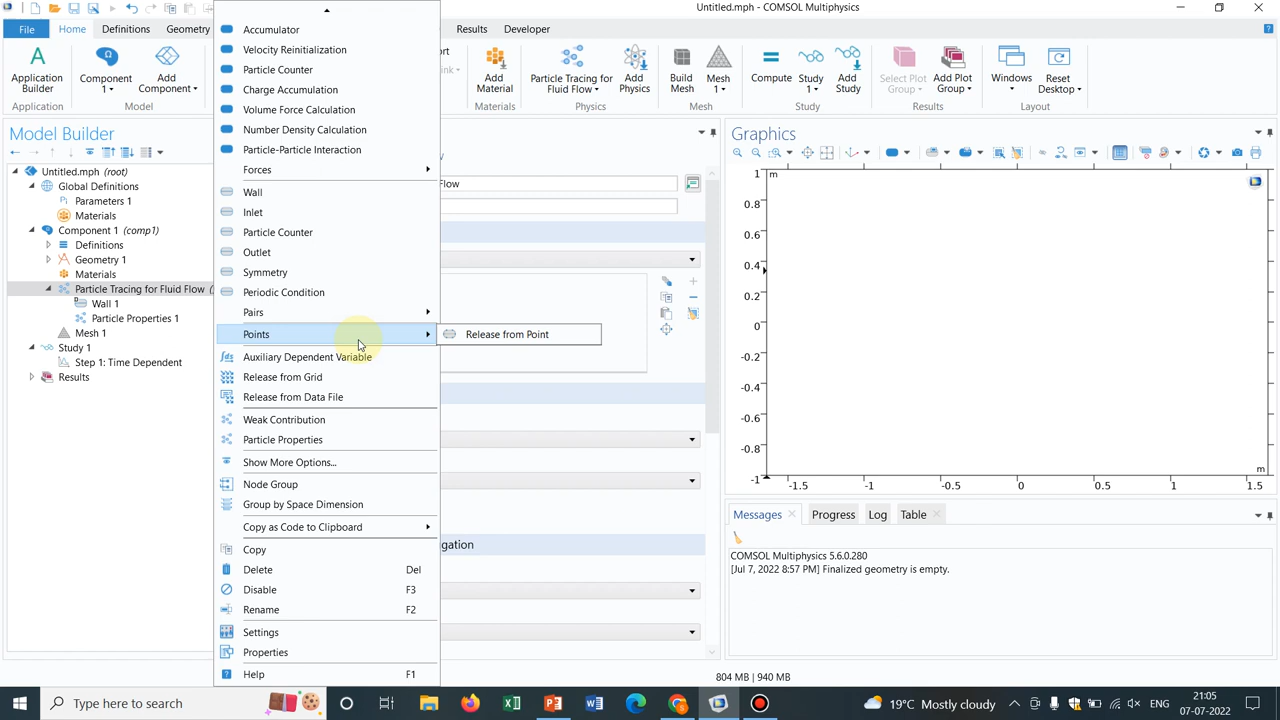 Untitled.mph - COMSOL Multiphysics
File
Home
Definitions
Geometry
Results
Developer
Application Builder
Application
Component 1
Add Component
Model
Add Material
Materials
Particle Tracing for Fluid Flow
Add Physics
Physics
Build Mesh
Mesh 1
Mesh
Compute
Study 1
Add Study
Study
Select Plot Group
Add Plot Group
Results
Windows
Reset Desktop
Layout
Model Builder
Untitled.mph (root)
Global Definitions
Parameters 1
Materials
Component 1 (comp1)
Definitions
Geometry 1
Materials
Particle Tracing for Fluid Flow
Wall 1
Particle Properties 1
Mesh 1
Study 1
Step 1: Time Dependent
Results
Accumulator
Velocity Reinitialization
Particle Counter
Charge Accumulation
Volume Force Calculation
Number Density Calculation
Particle-Particle Interaction
Forces
Wall
Inlet
Particle Counter
Outlet
Symmetry
Periodic Condition
Pairs
Points
Release from Point
Auxiliary Dependent Variable
Release from Grid
Release from Data File
Weak Contribution
Particle Properties
Show More Options...
Node Group
Group by Space Dimension
Copy as Code to Clipboard
Copy
Delete Del
Disable F3
Rename F2
Settings
Properties
Help F1
Flow
gation
Graphics
m
1
0.8
0.6
0.4
0.2
0
-0.2
-0.4
-0.6
-0.8
-1
m
-1.5 -1 -0.5 0 0.5 1 1.5
Messages
Progress
Log
Table
COMSOL Multiphysics 5.6.0.280
[Jul 7, 2022 8:57 PM] Finalized geometry is empty.
804 MB | 940 MB
Type here to search
19°C Mostly cloudy
ENG
21:05
07-07-2022